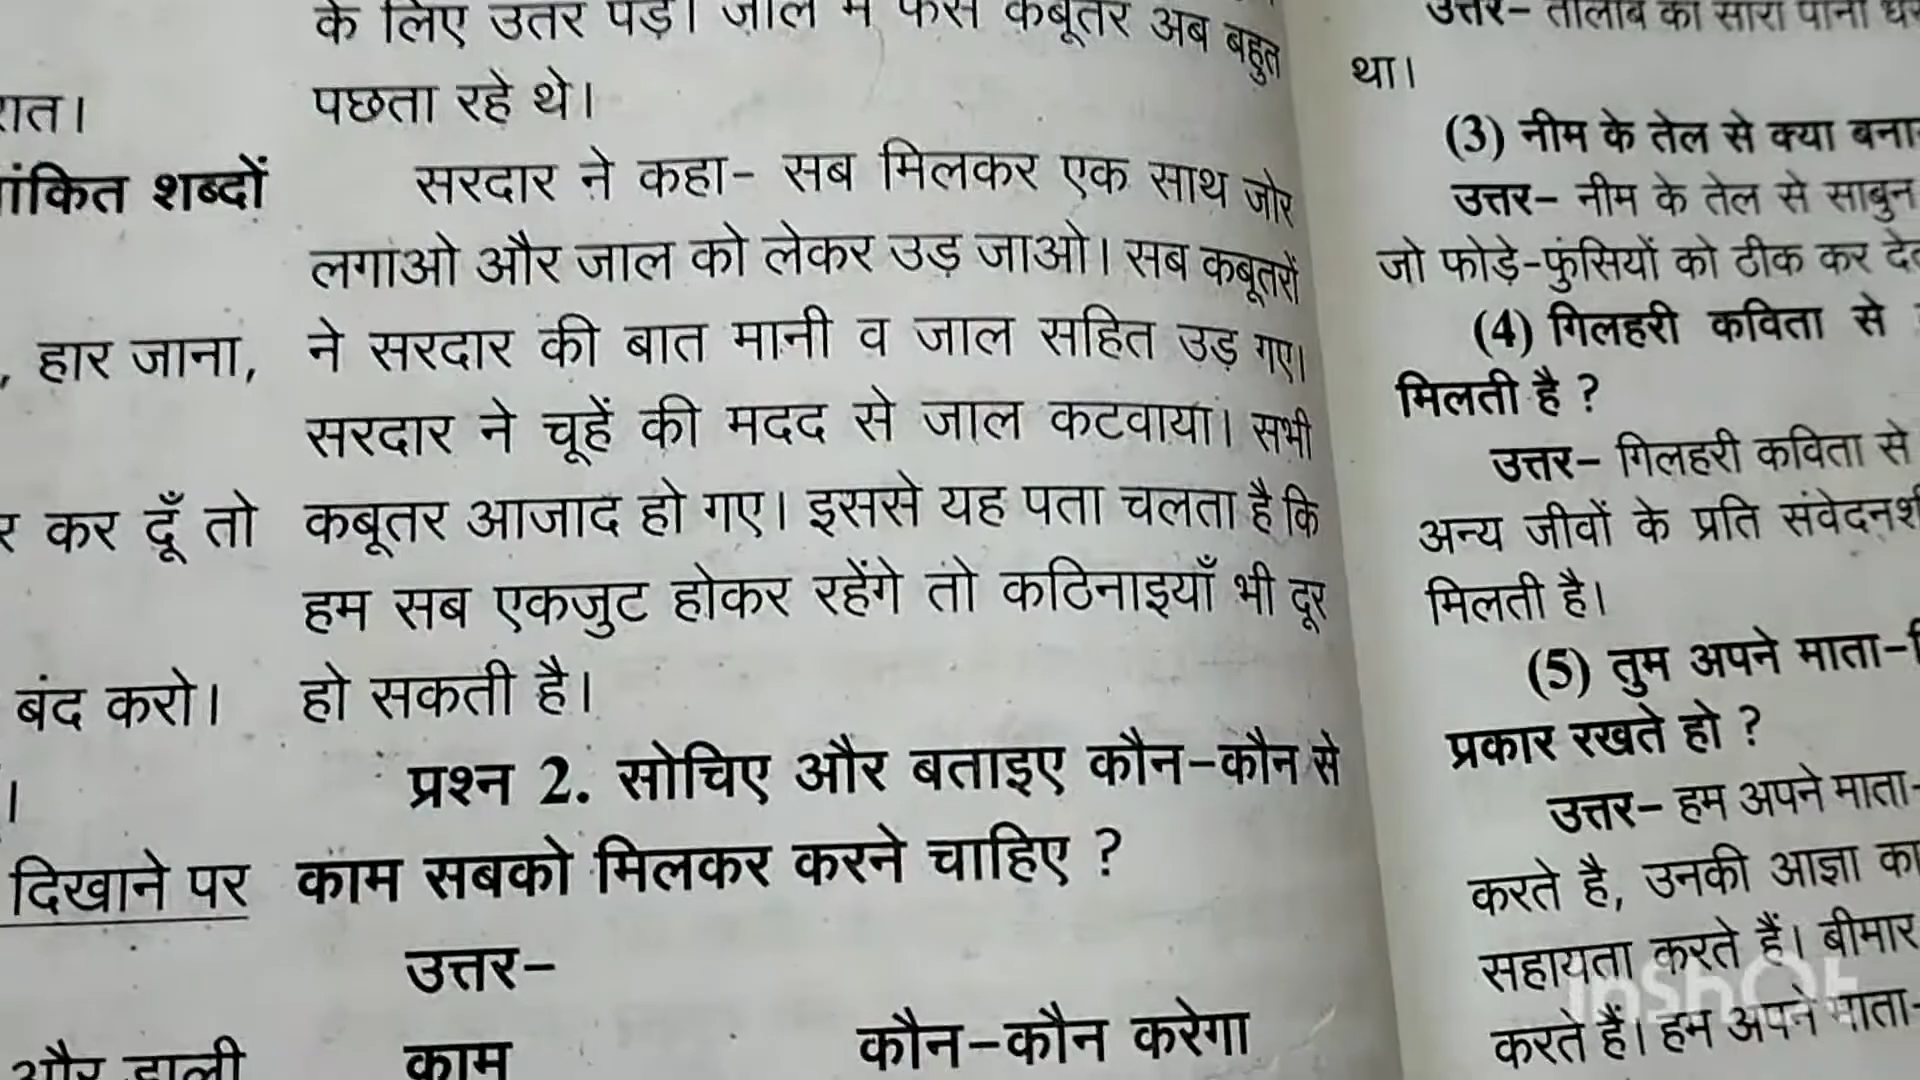 रात।
शब्दों
, हार जाना,
कर दूँ तो
बंद करो।
।
दिखाने पर
और डाली
के लिए उतर पड़े। जाल में फँसे कबूतर अब बहुत
पछता रहे थे।
सरदार ने कहा- सब मिलकर एक साथ जोर
लगाओ और जाल को लेकर उड़ जाओ। सब कबूतरों
ने सरदार की बात मानी व जाल सहित उड़ गए।
सरदार ने चूहें की मदद से जाल कटवाया। सभी
कबूतर आजाद हो गए। इससे यह पता चलता है कि
हम सब एकजुट होकर रहेंगे तो कठिनाइयाँ भी दूर
हो सकती है।
प्रश्न 2. सोचिए और बताइए कौन-कौन से
काम सबको मिलकर करने चाहिए ?
उत्तर-
काम कौन-कौन करेगा
उत्तर- तालाब का सारा पानी
था।
(3) नीम के तेल से क्या
उत्तर- नीम के तेल से साबुन
जो फोड़े-फुंसियों को ठीक कर
(4) गिलहरी कविता से
मिलती है ?
उत्तर- गिलहरी कविता से
अन्य जीवों के प्रति
मिलती है।
(5) तुम अपने माता-
प्रकार रखते हो ?
उत्तर- हम अपने माता-
करते है, उनकी आज्ञा का
सहायता करते हैं। बीमार
करते हैं। हम अपने माता-
InShOt